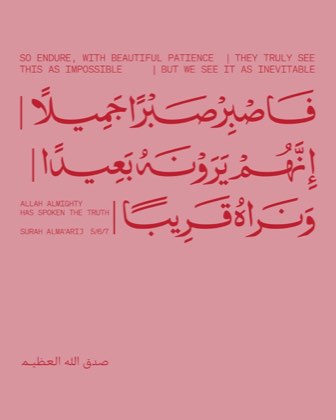 SO ENDURE, WITH BEAUTIFUL PATIENCE | THEY TRULY SEE
THIS AS IMPOSSIBLE | BUT WE SEE IT AS INEVITABLE
فَاصْبِرْ صَبْرًا جَمِيلًا |
إِنَّهُمْ يَرَوْنَهُ بَعِيدًا |
وَنَرَاهُ قَرِيبًا |
ALLAH ALMIGHTY
HAS SPOKEN THE TRUTH
SURAH ALMA'ARIJ 5/6/7
صدق الله العظيم